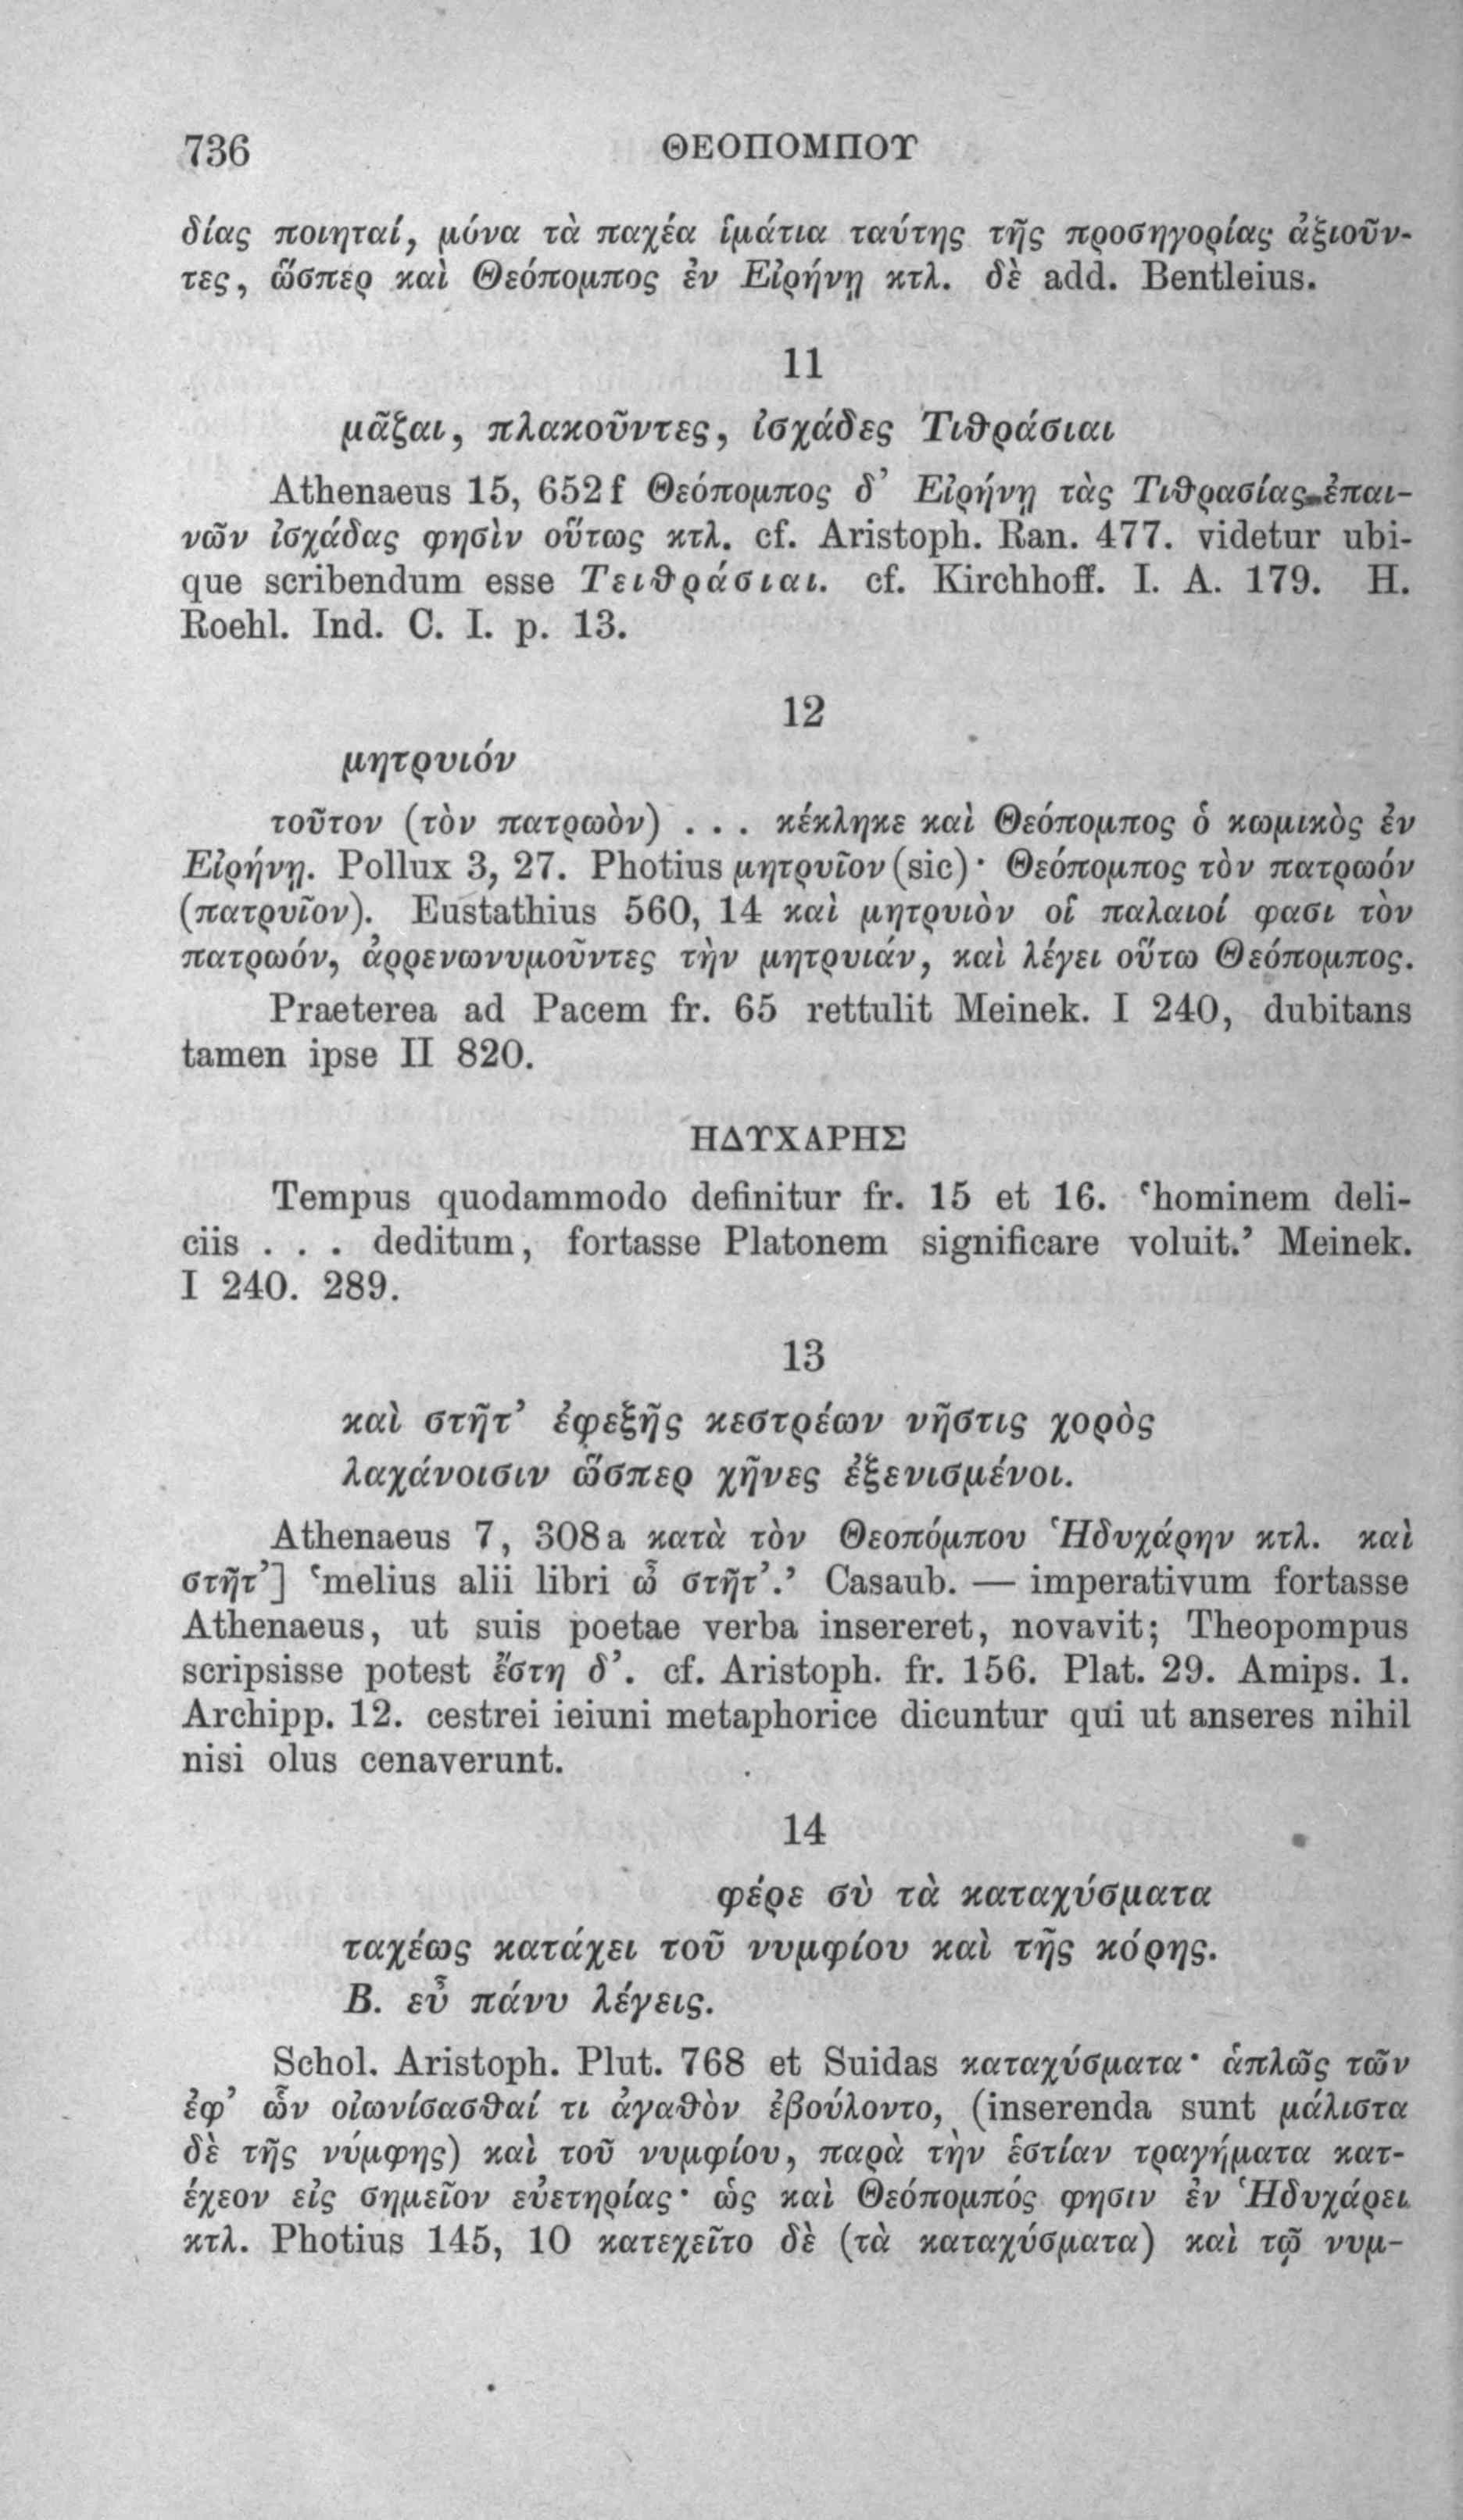 736 ΘΕΟΠΟΜΠΟΥ
δίας ποιηταί, μόνα τὰ παχέα ἱμάτια ταύτης τῆς προσηγορίας ἀξιοῦν-
τες, ὥσπερ καὶ Θεόπομπος ἐν Εἰρήνῃ κτλ. δὲ add. Bentleius.
11
μᾶζαι, πλακοῦντες, ἰσχάδες Τιθράσιαι
Athenaeus 15, 652 f Θεόπομπος δ’ Εἰρήνῃ τὰς Τιθρασίας ἐπαι-
νῶν ἰσχάδας φησὶν οὕτως κτλ. cf. Aristoph. Ran. 477. videtur ubi-
que scribendum esse Τειθράσιαι. cf. Kirchhoff. I. A. 179. H.
Roehl. Ind. C. I. p. 13.
12
μητρυιόν
τοῦτον (τὸν πατρωὸν) . . . κέκληκε καὶ Θεόπομπος ὁ κωμικὸς ἐν
Εἰρήνῃ. Pollux 3, 27. Photius μητρυῖον (sic)· Θεόπομπος τὸν πατρωόν
(πατρυῖον). Eustathius 560, 14 καὶ μητρυιὸν οἱ παλαιοί φασι τὸν
πατρωόν, ἀρρενωνυμοῦντες τὴν μητρυιάν, καὶ λέγει οὕτω Θεόπομπος.
Praeterea ad Pacem fr. 65 rettulit Meinek. I 240, dubitans
tamen ipse II 820.
ΗΔΥΧΑΡΗΣ
Tempus quodammodo definitur fr. 15 et 16. ‘hominem deli-
ciis . . . deditum, fortasse Platonem significare voluit.’ Meinek.
I 240. 289.
13
καὶ στῆτ’ ἐφεξῆς κεστρέων νῆστις χορὸς
λαχάνοισιν ὥσπερ χῆνες ἐξενισμένοι.
Athenaeus 7, 308 a κατὰ τὸν Θεοπόμπου Ἡδυχάρην κτλ. καὶ
στῆτ’] ‘melius alii libri ὦ στῆτ’.’ Casaub. — imperativum fortasse
Athenaeus, ut suis poetae verba insereret, novavit; Theopompus
scripsisse potest ἔστη δ’. cf. Aristoph. fr. 156. Plat. 29. Amips. 1.
Archipp. 12. cestrei ieiuni metaphorice dicuntur qui ut anseres nihil
nisi olus cenaverunt.
14
φέρε σὺ τὰ καταχύσματα
ταχέως κατάχει τοῦ νυμφίου καὶ τῆς κόρης.
Β. εὖ πάνυ λέγεις.
Schol. Aristoph. Plut. 768 et Suidas καταχύσματα· ἁπλῶς τῶν
ἐφ’ ὧν οἰωνίσασθαί τι ἀγαθὸν ἐβούλοντο, (inserenda sunt μάλιστα
δὲ τῆς νύμφης) καὶ τοῦ νυμφίου, παρὰ τὴν ἑστίαν τραγήματα κατ-
έχεον εἰς σημεῖον εὐετηρίας· ὡς καὶ Θεόπομπός φησιν ἐν Ἡδυχάρει
κτλ. Photius 145, 10 κατεχεῖτο δὲ (τὰ καταχύσματα) καὶ τῷ νυμ-